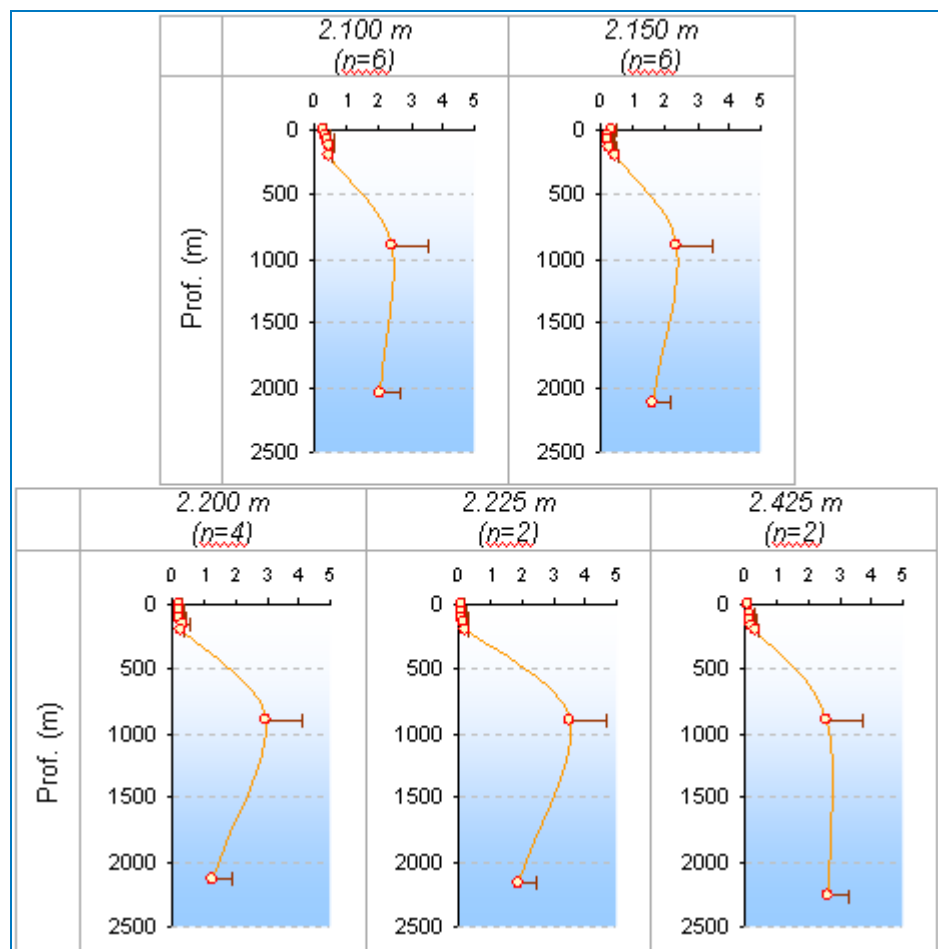 2.100 m 2.150 m
(n=6) (n=6)
0 1 2 3 4 5 0 1 2 3 4 5
0 0
500 500
1000 1000
1500 1500
2000 2000
2500 2500
Prof. (m)
2.200 m 2.225 m 2.425 m
(n=4) (n=2) (n=2)
0 1 2 3 4 5 0 1 2 3 4 5 0 1 2 3 4 5
0 0 0
500 500 500
1000 1000 1000
1500 1500 1500
2000 2000 2000
2500 2500 2500
Prof. (m)